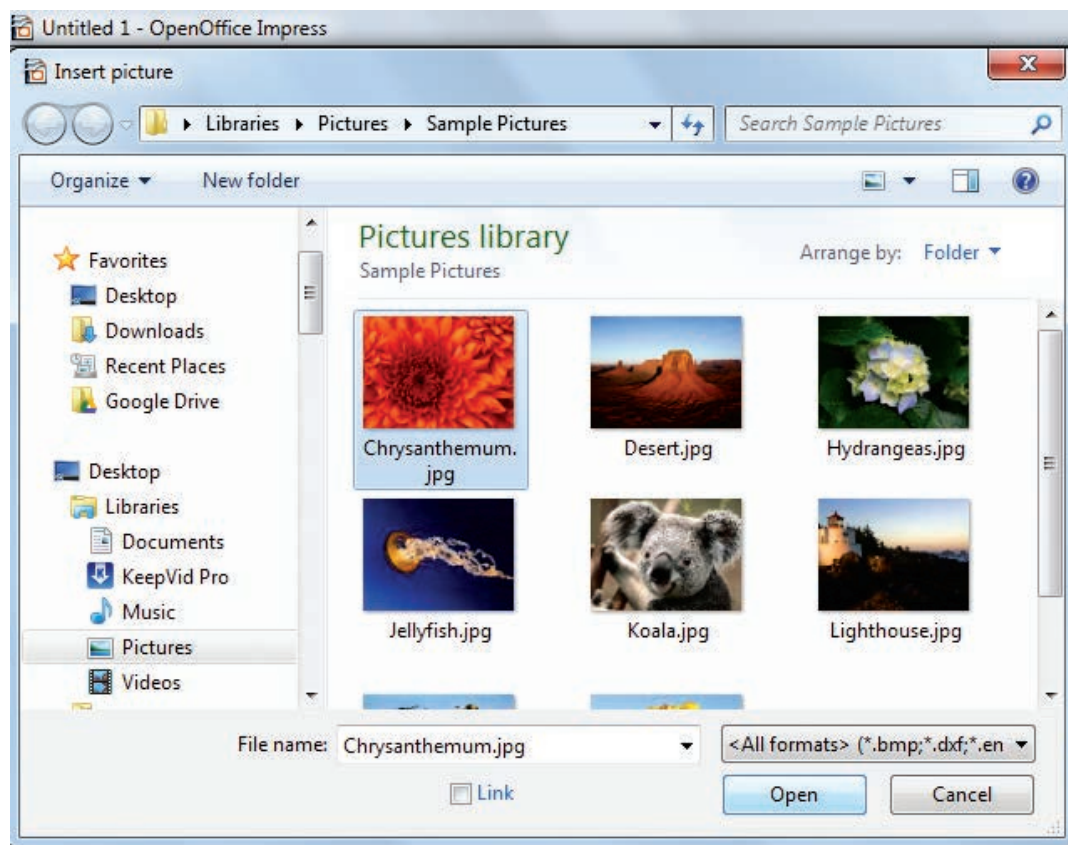 Untitled 1 - OpenOffice Impress
Insert picture
Libraries Pictures Sample Pictures
Search Sample Pictures
Organize New folder
Favorites
Desktop
Downloads
Recent Places
Google Drive
Desktop
Libraries
Documents
KeepVid Pro
Music
Pictures
Videos
Pictures library
Sample Pictures
Arrange by: Folder
Chrysanthemum.
jpg
Desert.jpg
Hydrangeas.jpg
Jellyfish.jpg
Koala.jpg
Lighthouse.jpg
File name: Chrysanthemum.jpg
<All formats> (*.bmp;*.dxf;*.en
Link
Open
Cancel